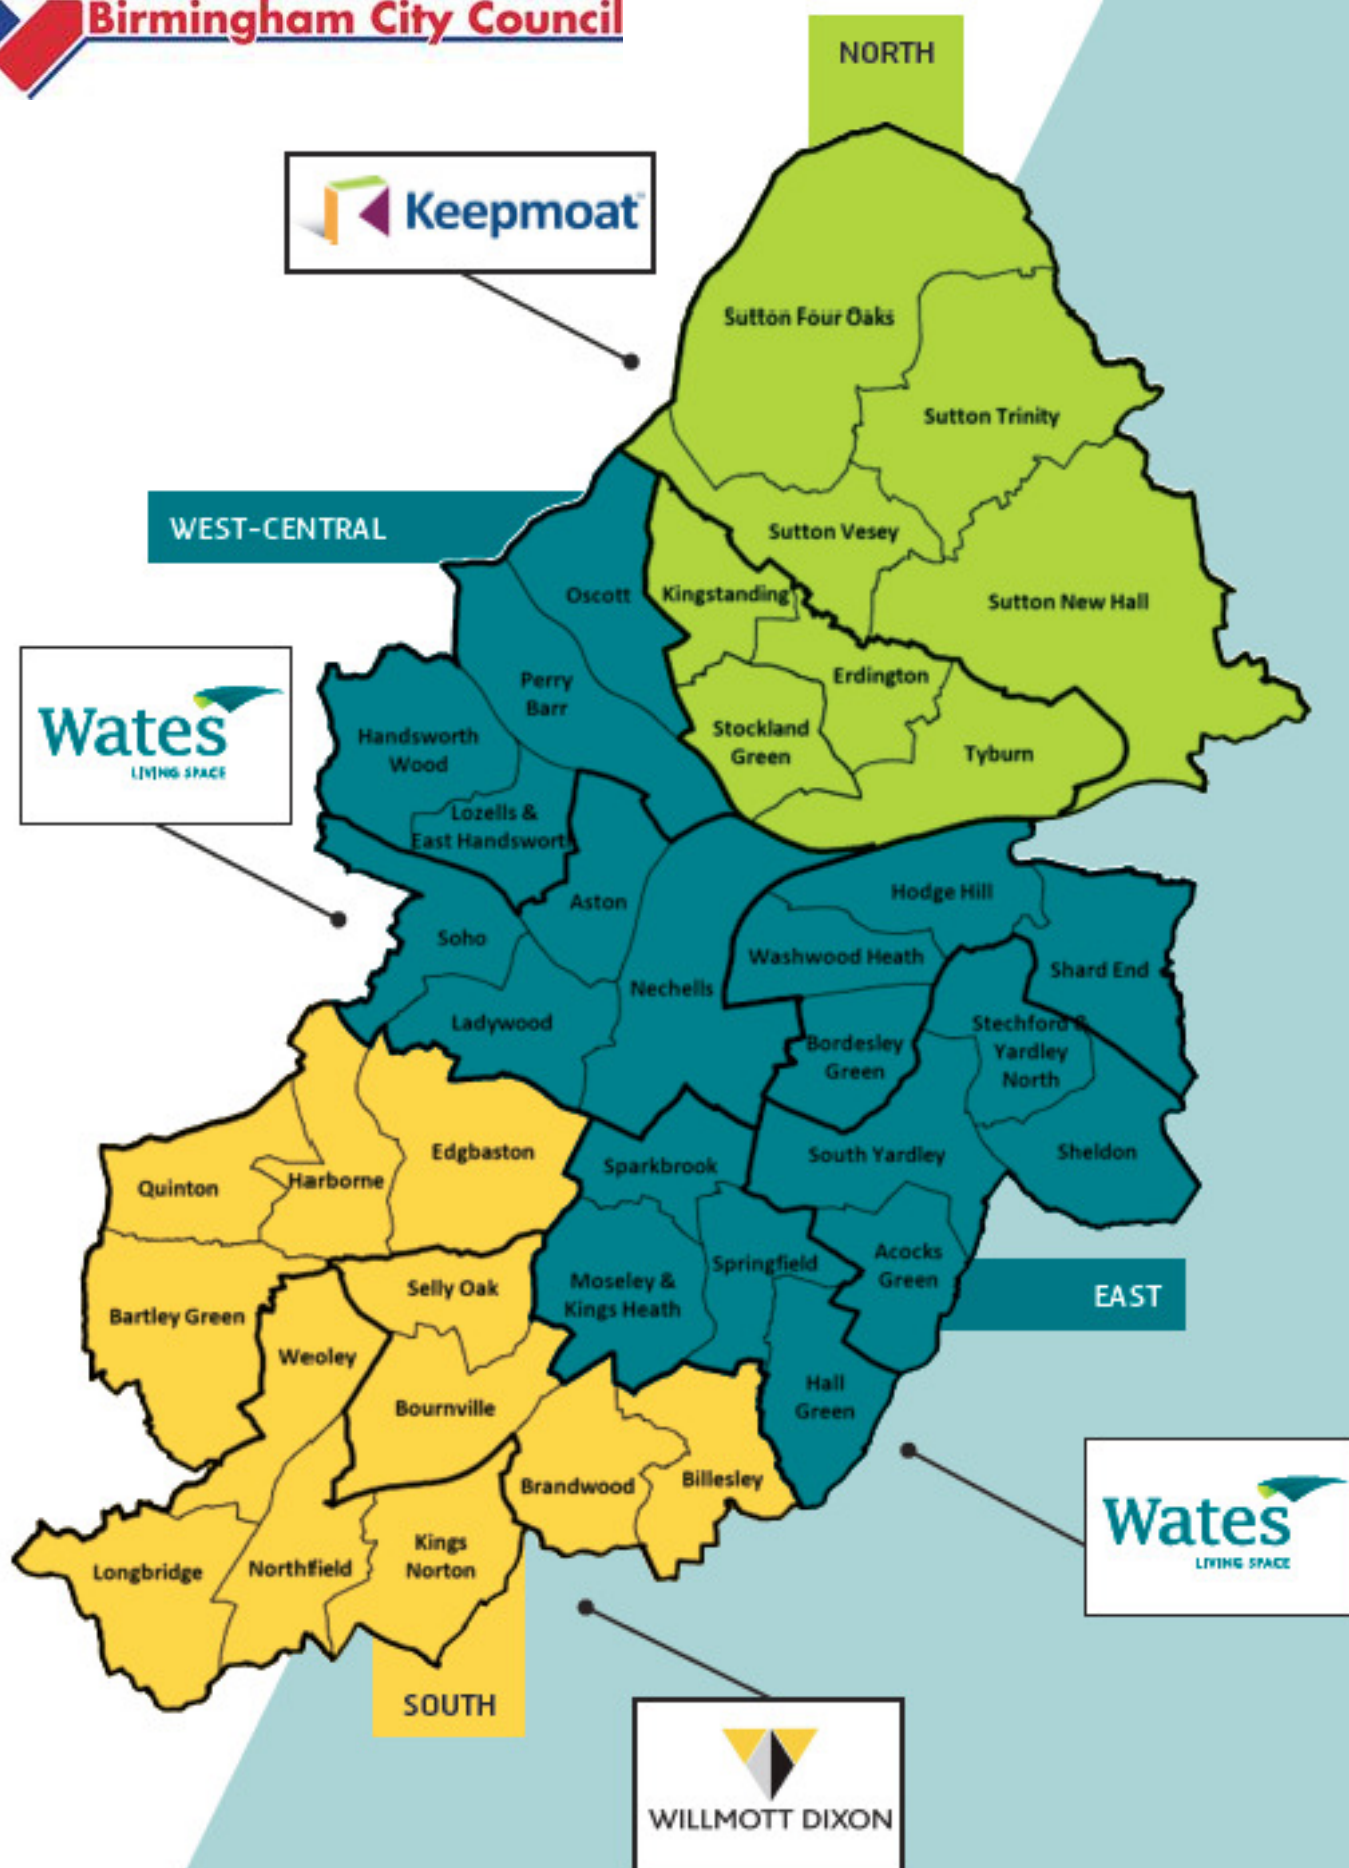 Birmingham City Council
NORTH
Keepmoat
Sutton Four Oaks
Sutton Trinity
WEST-CENTRAL
Sutton Vesey
Oscott
Kingstanding
Sutton New Hall
Erdington
Perry
Barr
Wates
LIVING SPACE
Handsworth
Wood
Stockland
Green
Tyburn
Lozells &
East Handsworth
Hodge Hill
Aston
Soho
Washwood Heath
Shard End
Nechells
Ladywood
Stechford &
Yardley
North
Bordesley
Green
Edgbaston
South Yardley
Sheldon
Sparkbrook
Quinton
Harborne
Acocks
Green
Springfield
Moseley &
Kings Heath
Selly Oak
EAST
Bartley Green
Weoley
Hall
Green
Bournville
Billesley
Brandwood
Wates
LIVING SPACE
Kings
Norton
Northfield
Longbridge
SOUTH
WILLMOTT DIXON